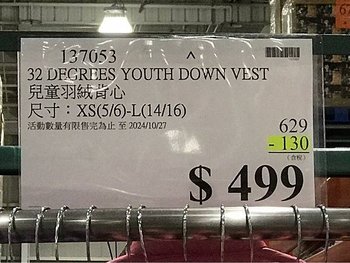 137053
32 DEGREES YOUTH DOWN VEST
兒童羽絨背心
尺寸：XS(5/6)-L(14/16)
活動數量有限售完為止 至 2024/10/27
629
- 130
(含稅)
$ 499